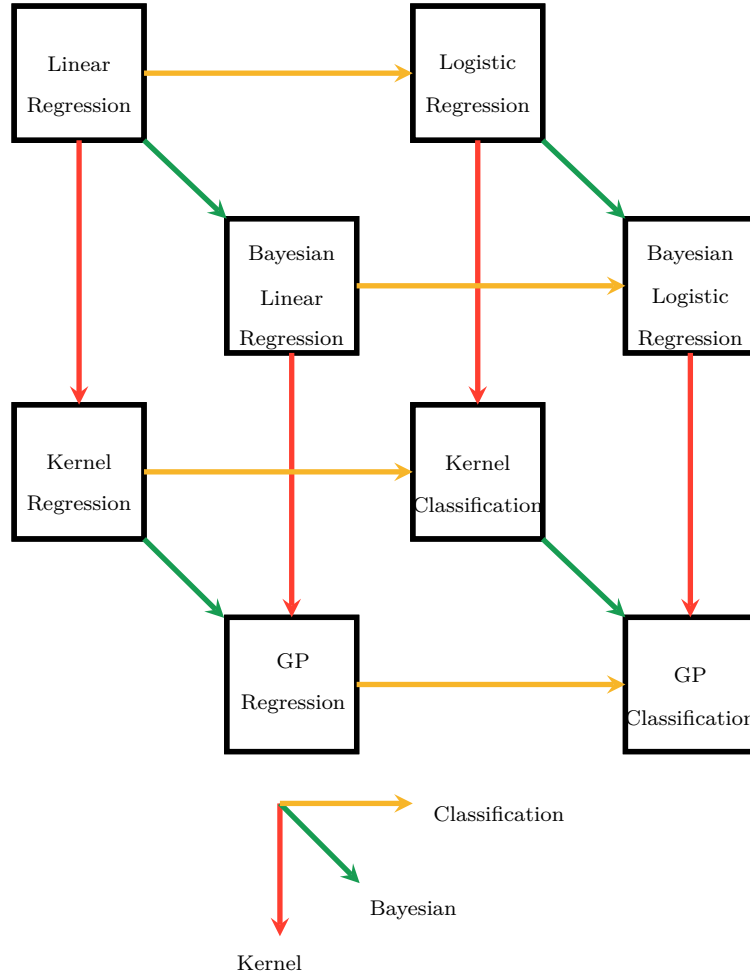 Linear
Regression
Logistic
Regression
Bayesian
Linear
Regression
Bayesian
Logistic
Regression
Kernel
Regression
Kernel
Classification
GP
Regression
GP
Classification
Classification
Bayesian
Kernel